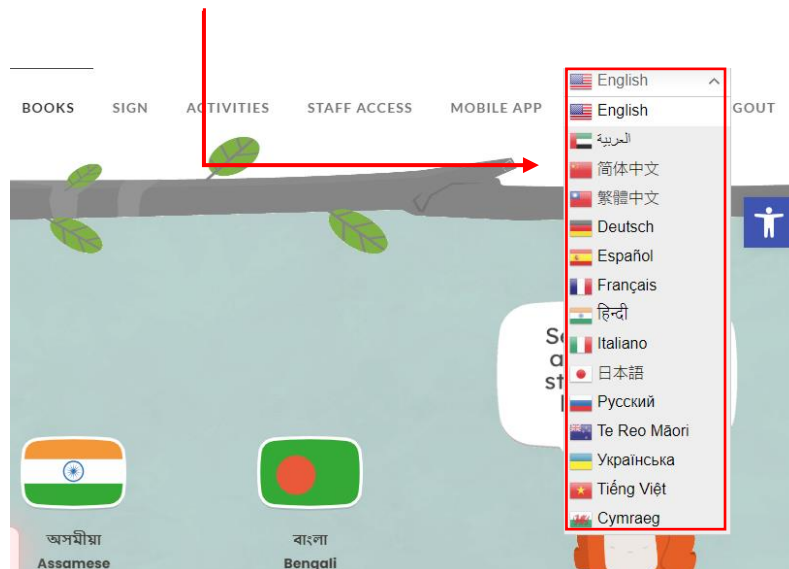 English
BOOKS SIGN ACTIVITIES STAFF ACCESS MOBILE APP GOUT
English
العربية
简体中文
繁體中文
Deutsch
Español
Français
हिन्दी
Italiano
日本語
Русский
Te Reo Māori
Українська
Tiếng Việt
Cymraeg
অসমীয়া
Assamese
বাংলা
Bengali